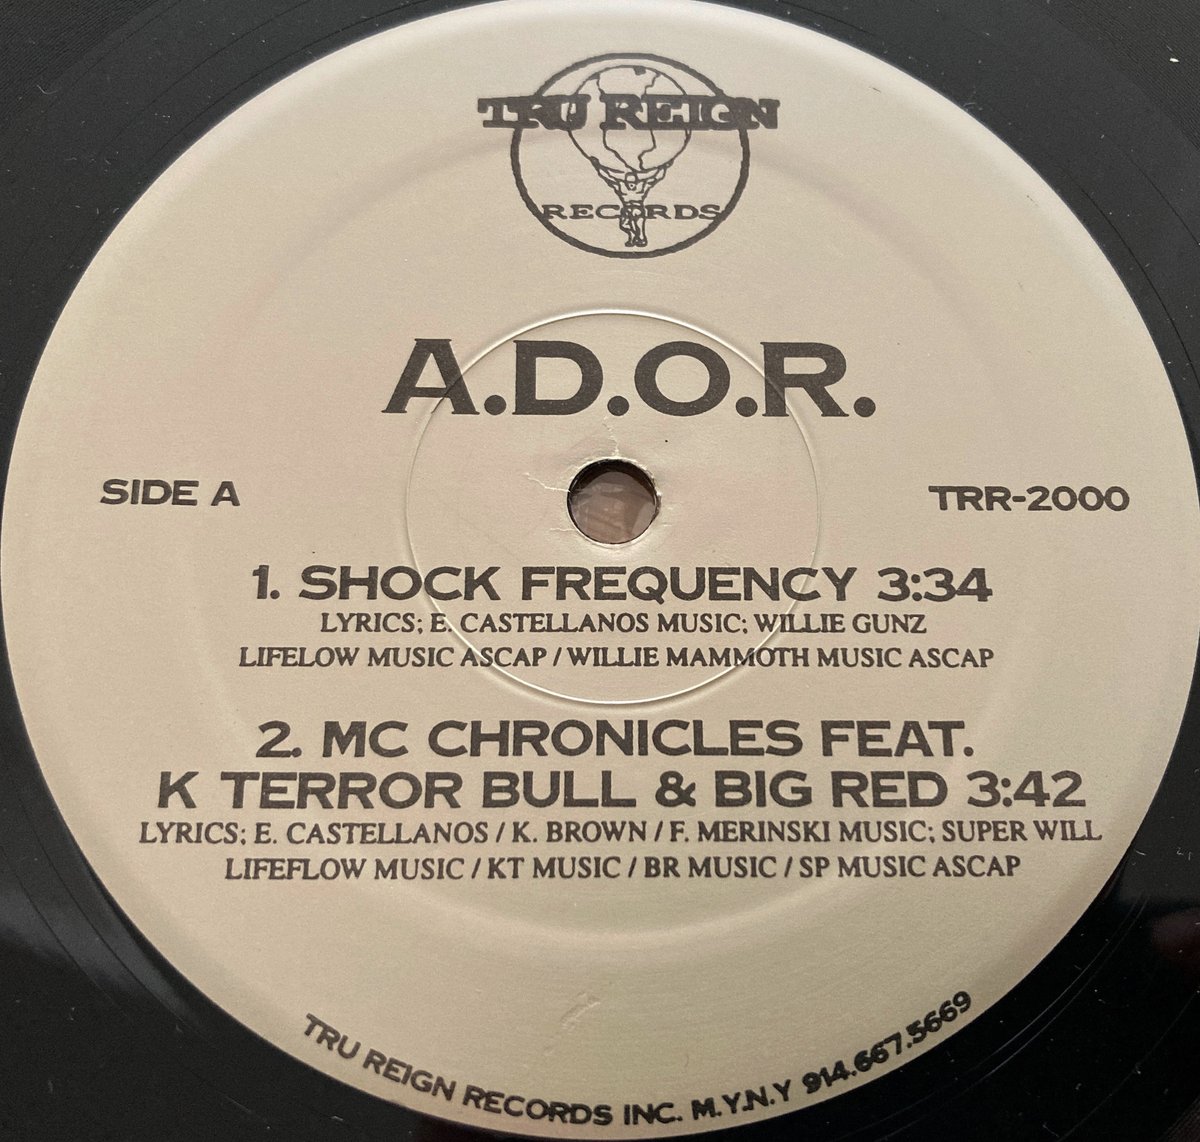 TRU REIGN
RECORDS
A.D.O.R.
SIDE A
TRR-2000
1. SHOCK FREQUENCY 3:34
LYRICS; E. CASTELLANOS MUSIC; WILLIE GUNZ
LIFELOW MUSIC ASCAP / WILLIE MAMMOTH MUSIC ASCAP
2. MC CHRONICLES FEAT.
K TERROR BULL & BIG RED 3:42
LYRICS; E. CASTELLANOS / K. BROWN / F. MERINSKI MUSIC; SUPER WILL
LIFEFLOW MUSIC / KT MUSIC / BR MUSIC / SP MUSIC ASCAP
TRU REIGN RECORDS INC. M.Y.N.Y 914.667.5669